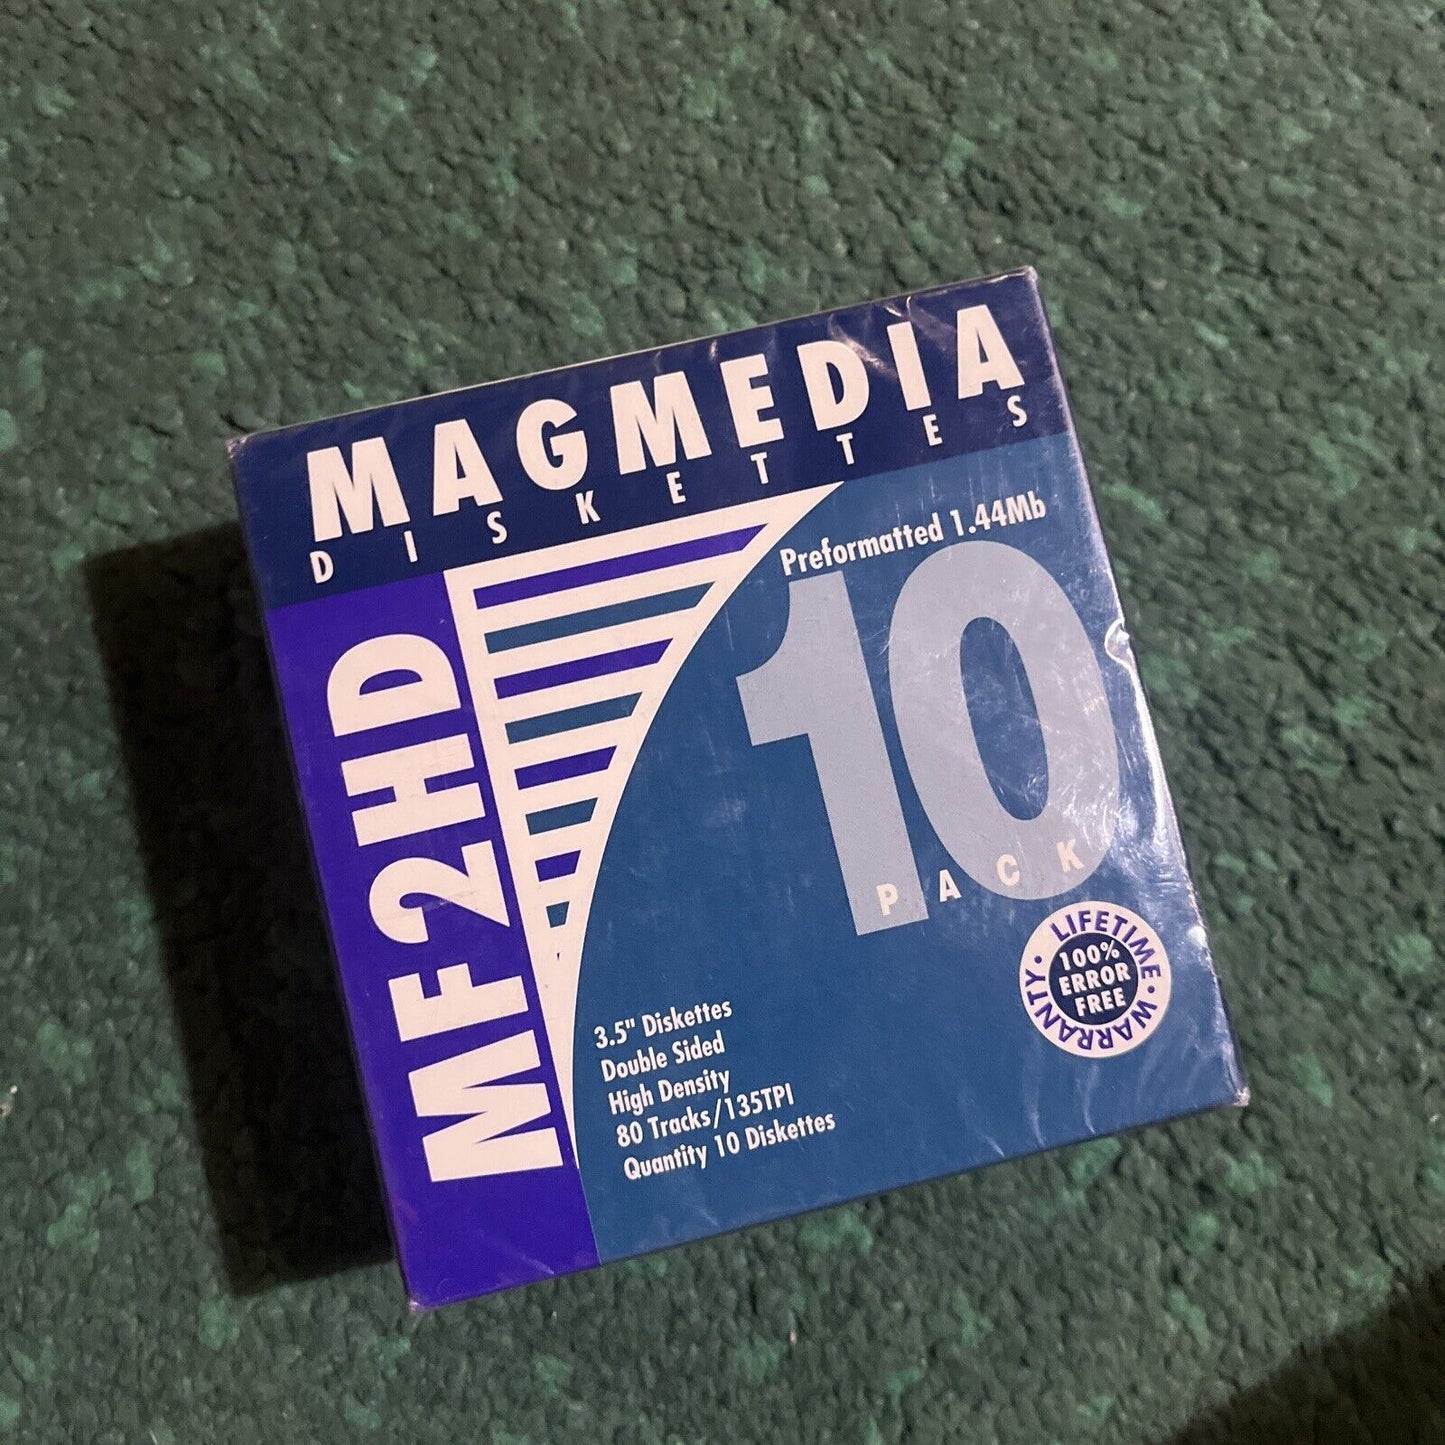 MAGMEDIA
DISKETTES
MF2HD
Preformatted 1.44Mb
10
PACK
LIFETIME • WARRANTY •
100%
ERROR
FREE
3.5" Diskettes
Double Sided
High Density
80 Tracks/135TPI
Quantity 10 Diskettes